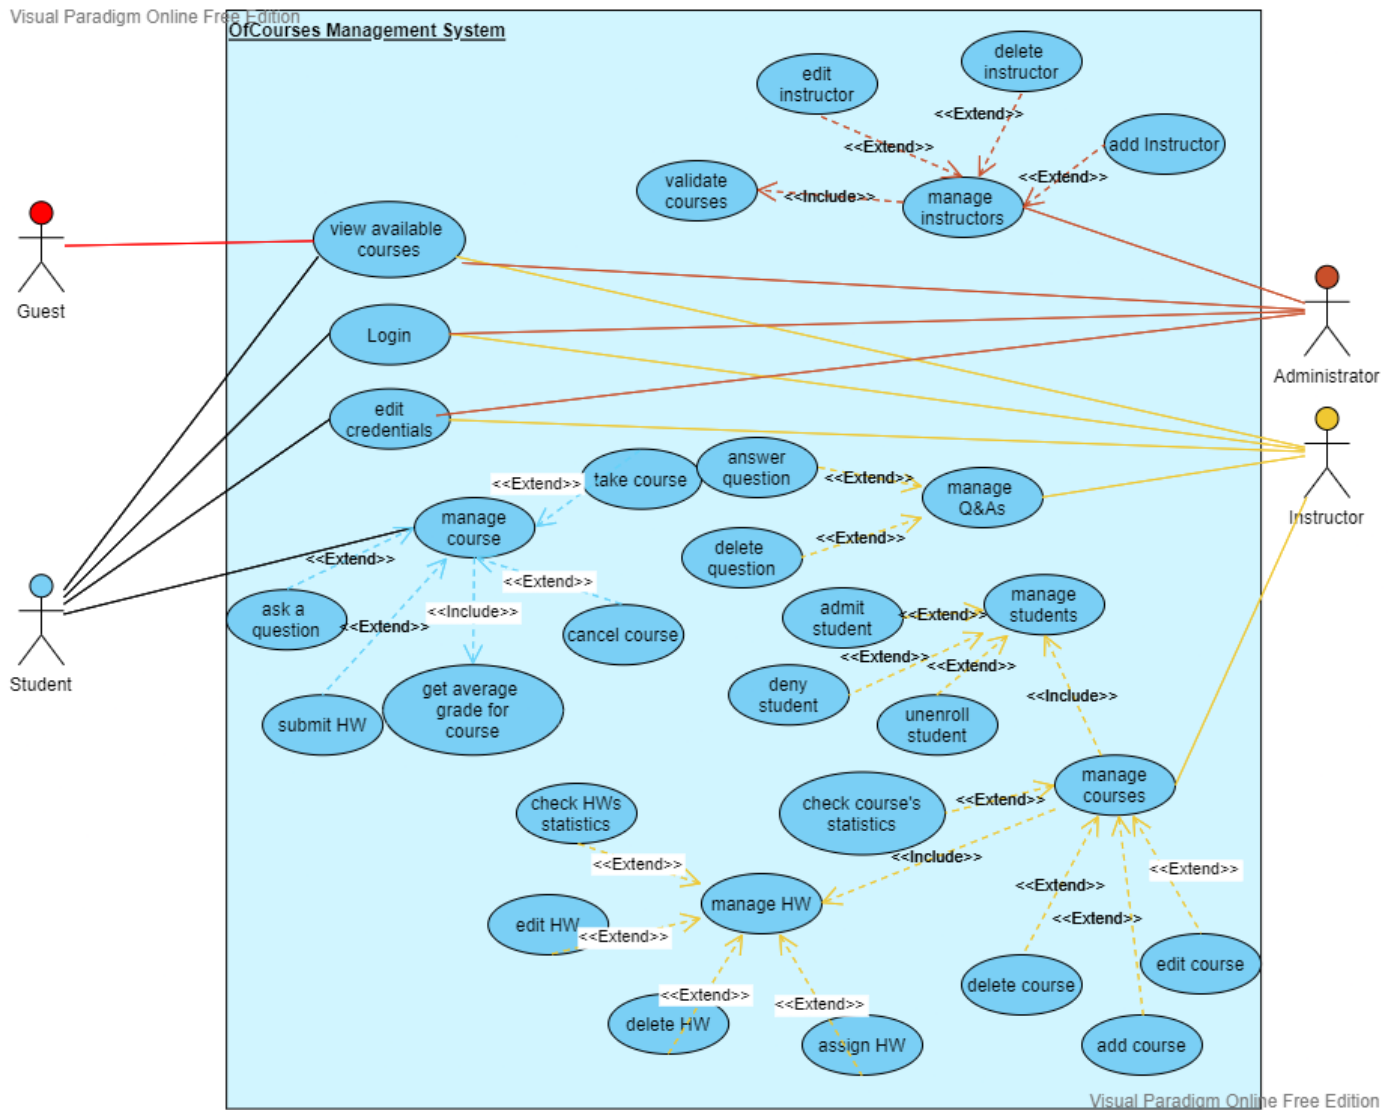 Visual Paradigm Online Free Edition
OfCourses Management System
delete
instructor
edit
instructor
<<Extend>>
<<Extend>>
add Instructor
<<Extend>>
validate
courses
<<Include>>
manage
instructors
view available
courses
Guest
Login
Administrator
edit
credentials
answer
question
take course
<<Extend>>
<<Extend>>
manage
Q&As
Instructor
manage
course
<<Extend>>
delete
question
<<Extend>>
<<Extend>>
manage
students
ask a
question
<<Include>>
admit
student
<<Extend>>
<<Extend>>
cancel course
<<Extend>>
<<Extend>>
Student
get average
grade for
course
deny
student
<<Include>>
submit HW
unenroll
student
manage
courses
check HWs
statistics
check course's
statistics
<<Extend>>
<<Extend>>
<<Include>>
<<Extend>>
<<Extend>>
manage HW
edit HW
<<Extend>>
<<Extend>>
edit course
delete course
<<Extend>>
<<Extend>>
delete HW
assign HW
add course
Visual Paradigm Online Free Edition